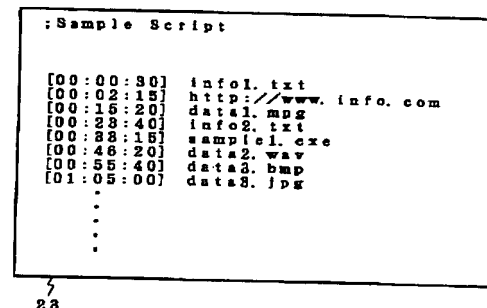 ;Sample Script
[00:00:30] info1.txt
[00:02:15] http://www.info.com
[00:15:20] data1.mpg
[00:23:40] info2.txt
[00:33:15] sample1.exe
[00:46:20] data2.wav
[00:55:40] data3.bmp
[01:05:00] data3.jpg
23